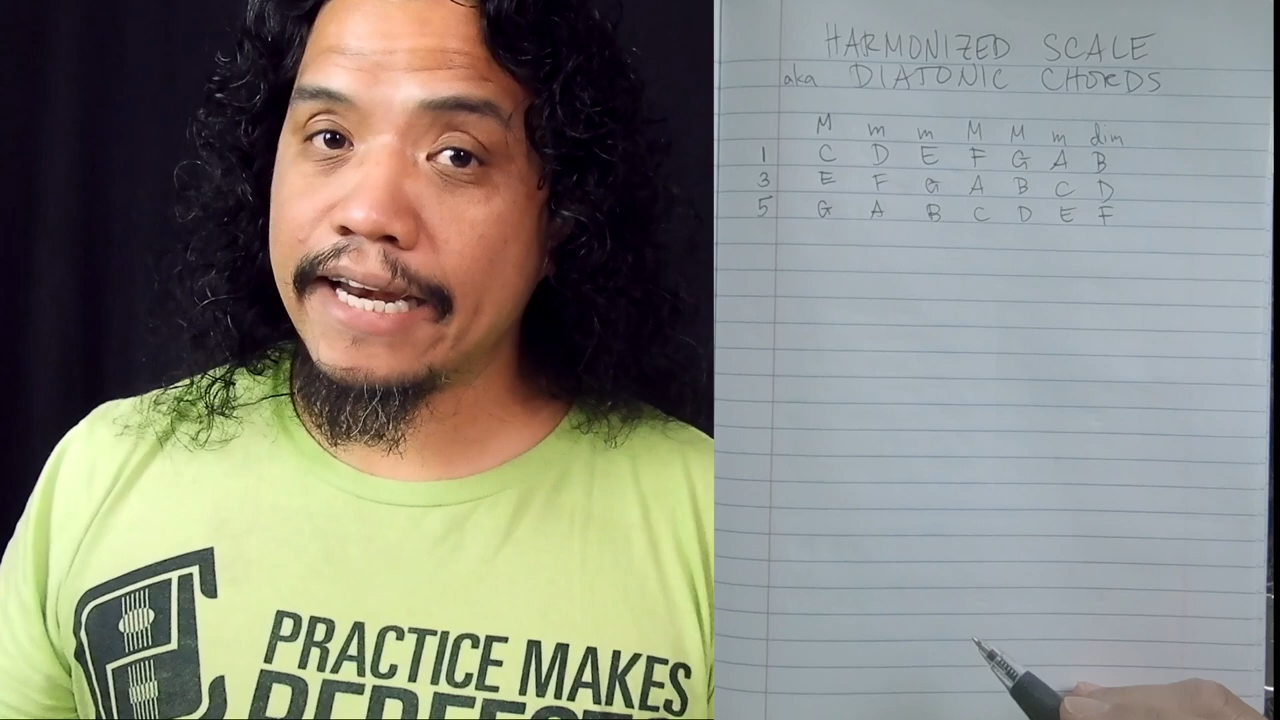 HARMONIZED SCALE
aka DIATONIC CHORDS
M m m M M m dim
1 C D E F G A B
3 E F G A B C D
5 G A B C D E F
PRACTICE MAKES